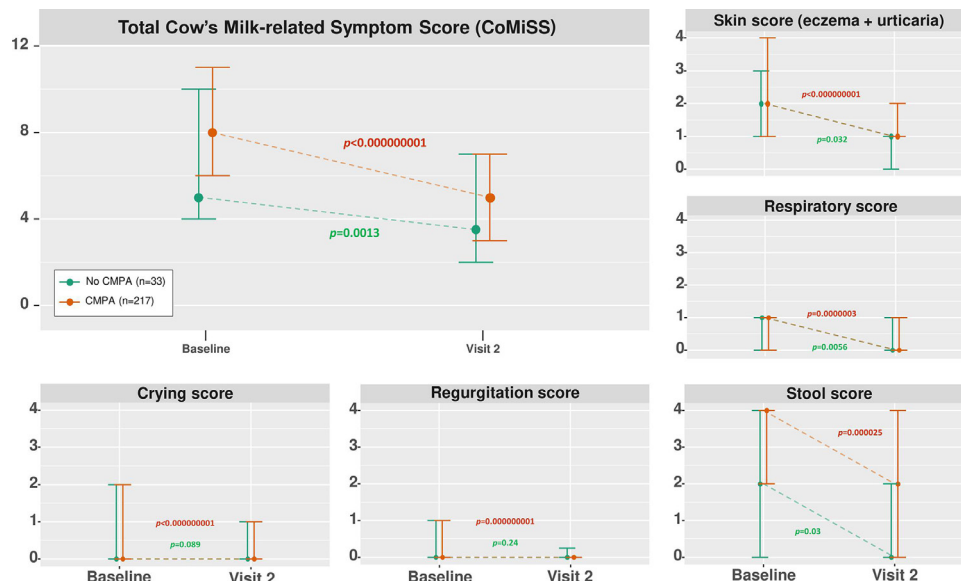 Total Cow's Milk-related Symptom Score (CoMiSS)
12
8
4
0
p<0.000000001
p=0.0013
No CMPA (n=33)
CMPA (n=217)
Baseline
Visit 2
Skin score (eczema + urticaria)
4
3
2
1
0
p<0.000000001
p=0.032
Respiratory score
4
3
2
1
0
p=0.0000003
p=0.0056
Crying score
4
3
2
1
0
p<0.000000001
p=0.089
Baseline
Visit 2
Regurgitation score
4
3
2
1
0
p=0.000000001
p=0.24
Baseline
Visit 2
Stool score
4
3
2
1
0
p=0.000025
p=0.03
Baseline
Visit 2